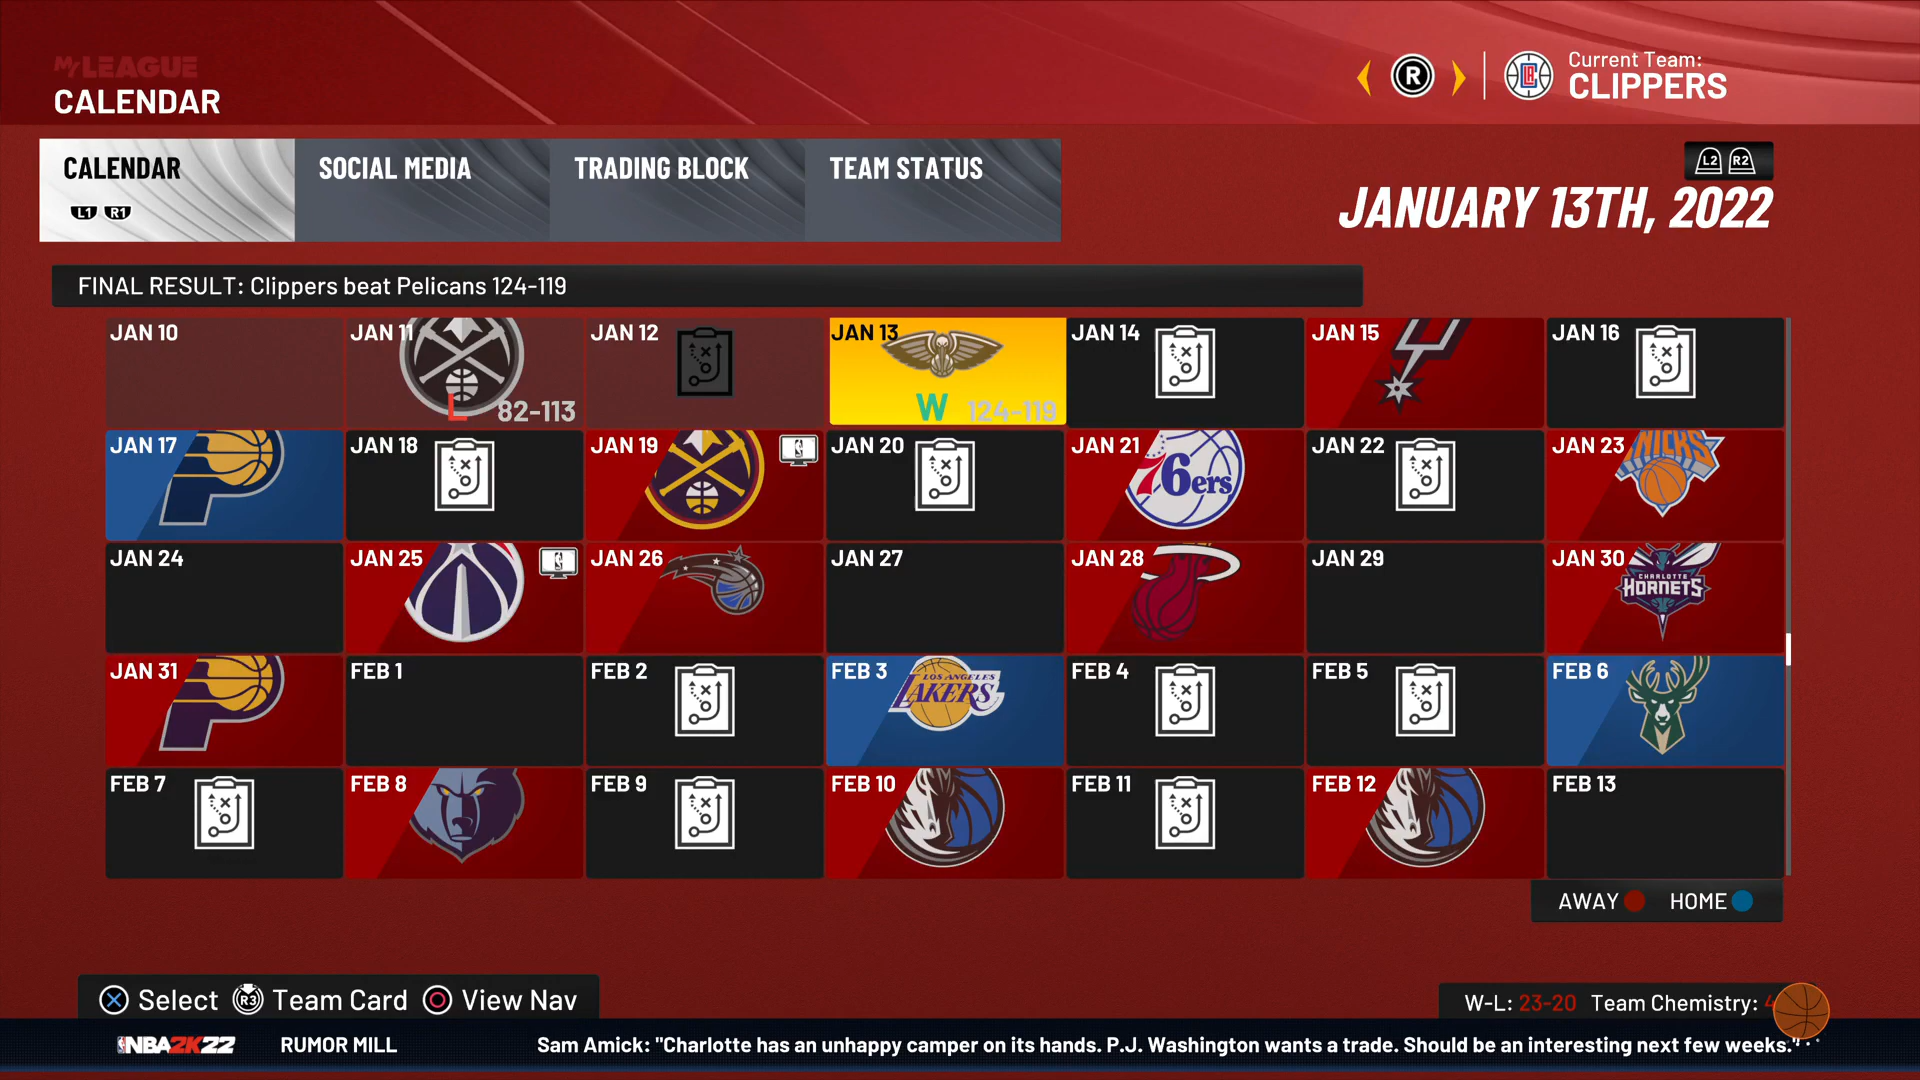 MyLEAGUE
CALENDAR
R
Current Team:
CLIPPERS
CALENDAR
L1 R1
SOCIAL MEDIA
TRADING BLOCK
TEAM STATUS
L2 R2
JANUARY 13TH, 2022
FINAL RESULT: Clippers beat Pelicans 124-119
JAN 10
JAN 11
L 82-113
JAN 12
JAN 13
W 124-119
JAN 14
JAN 15
JAN 16
JAN 17
JAN 18
JAN 19
JAN 20
JAN 21
76ers
JAN 22
JAN 23
NICKS
JAN 24
JAN 25
JAN 26
JAN 27
JAN 28
JAN 29
JAN 30
CHARLOTTE
HORNETS
JAN 31
FEB 1
FEB 2
FEB 3
LOS ANGELES
LAKERS
FEB 4
FEB 5
FEB 6
FEB 7
FEB 8
FEB 9
FEB 10
FEB 11
FEB 12
FEB 13
AWAY HOME
Select R3 Team Card View Nav
W-L: 23-20 Team Chemistry:
NBA2K22 RUMOR MILL Sam Amick: "Charlotte has an unhappy camper on its hands. P.J. Washington wants a trade. Should be an interesting next few weeks."